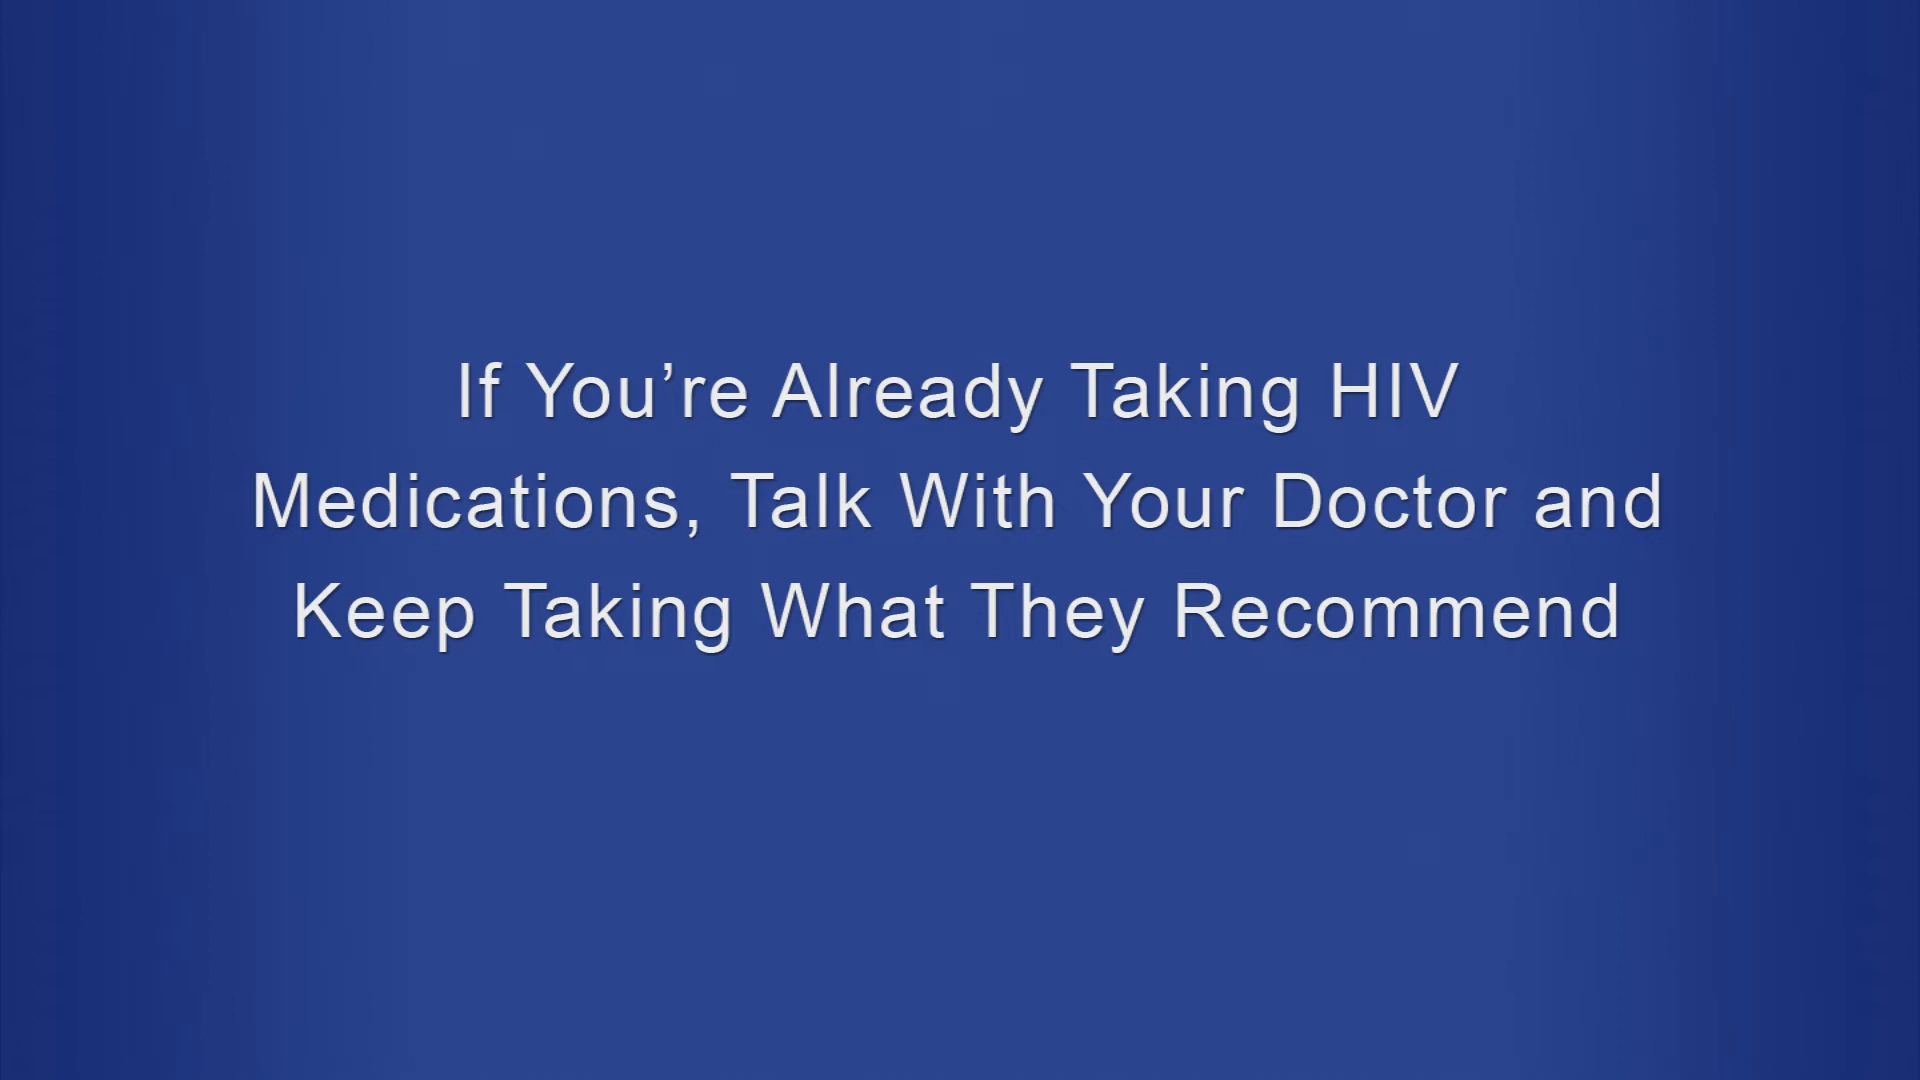 If You’re Already Taking HIV
Medications, Talk With Your Doctor and
Keep Taking What They Recommend